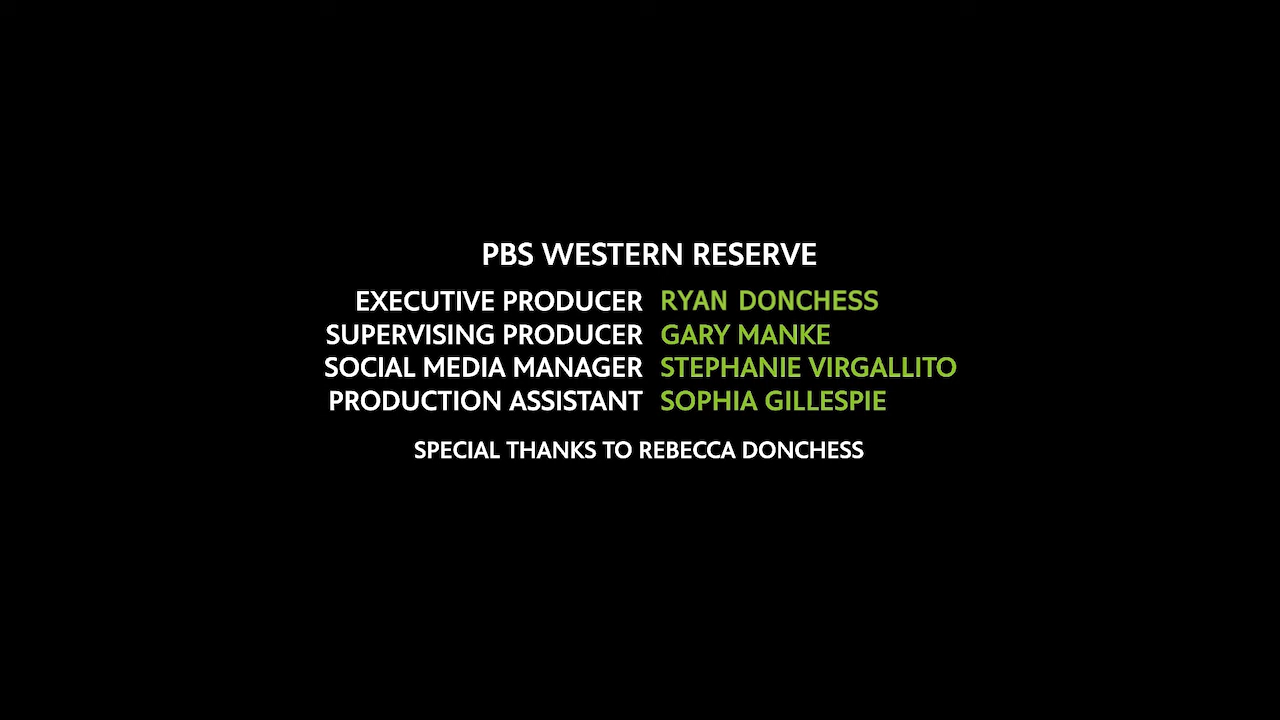 PBS WESTERN RESERVE
EXECUTIVE PRODUCER RYAN DONCHESS
SUPERVISING PRODUCER GARY MANKE
SOCIAL MEDIA MANAGER STEPHANIE VIRGALLITO
PRODUCTION ASSISTANT SOPHIA GILLESPIE
SPECIAL THANKS TO REBECCA DONCHESS